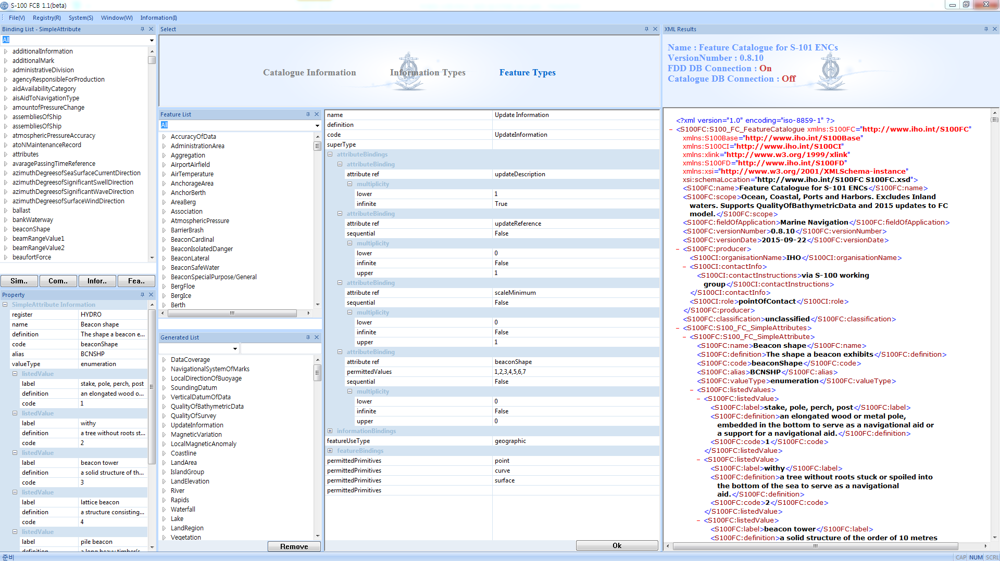 S-100 FCB 1.1(beta)
File(V) Registry(R) System(S) Window(W) Information(I)
Binding List - SimpleAttribute
All
additionalInformation
additionalMark
administrativeDivision
agencyResponsibleForProduction
aidAvailabilityCategory
aisAidToNavigationType
amountofPressureChange
assembliesOfShip
assembliesOfShip
atmosphericPressureAccuracy
atoNMaintenanceRecord
attributes
avaragePassingTimeReference
azimuthDegreesofSeaSurfaceCurrentDirection
azimuthDegreesofSignificantSwellDirection
azimuthDegreesofSignificantWaveDirection
azimuthDegreesofSurfaceWindDirection
ballast
bankWaterway
beaconShape
beamRangeValue1
beamRangeValue2
beaufortForce
Sim.. Com.. Infor.. Fea..
Property
SimpleAttribute Information
register HYDRO
name Beacon shape
definition The shape a beacon e...
code beaconShape
alias BCNSHP
valueType enumeration
listedValue
label stake, pole, perch, post
definition an elongated wood o...
code 1
listedValue
label withy
definition a tree without roots st...
code 2
listedValue
label beacon tower
definition a solid structure of th...
code 3
listedValue
label lattice beacon
definition a structure consisting...
code 4
listedValue
label pile beacon
definition a long heavy timber(s...
Select
Catalogue Information Information Types Feature Types
Feature List
All
AccuracyOfData
AdministrationArea
Aggregation
AirportAirfield
AirTemperature
AnchorageArea
AnchorBerth
AreaBerg
Association
AtmosphericPressure
BarrierBrash
BeaconCardinal
BeaconIsolatedDanger
BeaconLateral
BeaconSafeWater
BeaconSpecialPurpose/General
BergFloe
BergIce
Berth
Generated List
DataCoverage
NavigationalSystemOfMarks
LocalDirectionOfBuoyage
SoundingDatum
VerticalDatumOfData
QualityOfBathymetricData
QualityOfSurvey
UpdateInformation
MagneticVariation
LocalMagneticAnomaly
Coastline
LandArea
IslandGroup
LandElevation
River
Rapids
Waterfall
Lake
LandRegion
Vegetation
Remove
name Update Information
definition
code UpdateInformation
superType
attributeBindings
attributeBinding
attribute ref updateDescription
multiplicity
lower 1
infinite True
attributeBinding
attribute ref updateReference
sequential False
multiplicity
lower 0
infinite False
upper 1
attributeBinding
attribute ref scaleMinimum
sequential False
multiplicity
lower 0
infinite False
upper 1
attributeBinding
attribute ref beaconShape
permittedValues 1,2,3,4,5,6,7
sequential False
multiplicity
lower 0
infinite False
upper 0
informationBindings
featureUseType geographic
featureBindings
permittedPrimitives point
permittedPrimitives curve
permittedPrimitives surface
permittedPrimitives
Ok
XML Results
Name : Feature Catalogue for S-101 ENCs
VersionNumber : 0.8.10
FDD DB Connection : On
Catalogue DB Connection : Off
<?xml version="1.0" encoding="iso-8859-1" ?>
- <S100FC:S100_FC_FeatureCatalogue xmlns:S100FC="http://www.iho.int/S100FC"
xmlns:S100Base="http://www.iho.int/S100Base"
xmlns:S100CI="http://www.iho.int/S100CI"
xmlns:xlink="http://www.w3.org/1999/xlink"
xmlns:S100FD="http://www.iho.int/S100FD"
xmlns:xsi="http://www.w3.org/2001/XMLSchema-instance"
xsi:schemaLocation="http://www.iho.int/S100FC S100FC.xsd">
<S100FC:name>Feature Catalogue for S-101 ENCs</S100FC:name>
<S100FC:scope>Ocean, Coastal, Ports and Harbors. Excludes Inland
waters. Supports QualityOfBathymetricData and 2015 updates to FC
model.</S100FC:scope>
<S100FC:fieldOfApplication>Marine Navigation</S100FC:fieldOfApplication>
<S100FC:versionNumber>0.8.10</S100FC:versionNumber>
<S100FC:versionDate>2015-09-22</S100FC:versionDate>
- <S100FC:producer>
<S100CI:organisationName>IHO</S100CI:organisationName>
- <S100CI:contactInfo>
<S100CI:contactInstructions>via S-100 working
group</S100CI:contactInstructions>
</S100CI:contactInfo>
<S100CI:role>pointOfContact</S100CI:role>
</S100FC:producer>
<S100FC:classification>unclassified</S100FC:classification>
- <S100FC:S100_FC_SimpleAttributes>
- <S100FC:S100_FC_SimpleAttribute>
<S100FC:name>Beacon shape</S100FC:name>
<S100FC:definition>The shape a beacon exhibits</S100FC:definition>
<S100FC:code>beaconShape</S100FC:code>
<S100FC:alias>BCNSHP</S100FC:alias>
<S100FC:valueType>enumeration</S100FC:valueType>
- <S100FC:listedValues>
- <S100FC:listedValue>
<S100FC:label>stake, pole, perch, post</S100FC:label>
<S100FC:definition>an elongated wood or metal pole,
embedded in the bottom to serve as a navigational aid or
a support for a navigational aid.</S100FC:definition>
<S100FC:code>1</S100FC:code>
</S100FC:listedValue>
- <S100FC:listedValue>
<S100FC:label>withy</S100FC:label>
<S100FC:definition>a tree without roots stuck or spoiled into
the bottom of the sea to serve as a navigational
aid.</S100FC:definition>
<S100FC:code>2</S100FC:code>
</S100FC:listedValue>
- <S100FC:listedValue>
<S100FC:label>beacon tower</S100FC:label>
<S100FC:definition>a solid structure of the order of 10 metres
준비
CAP NUM SCRL